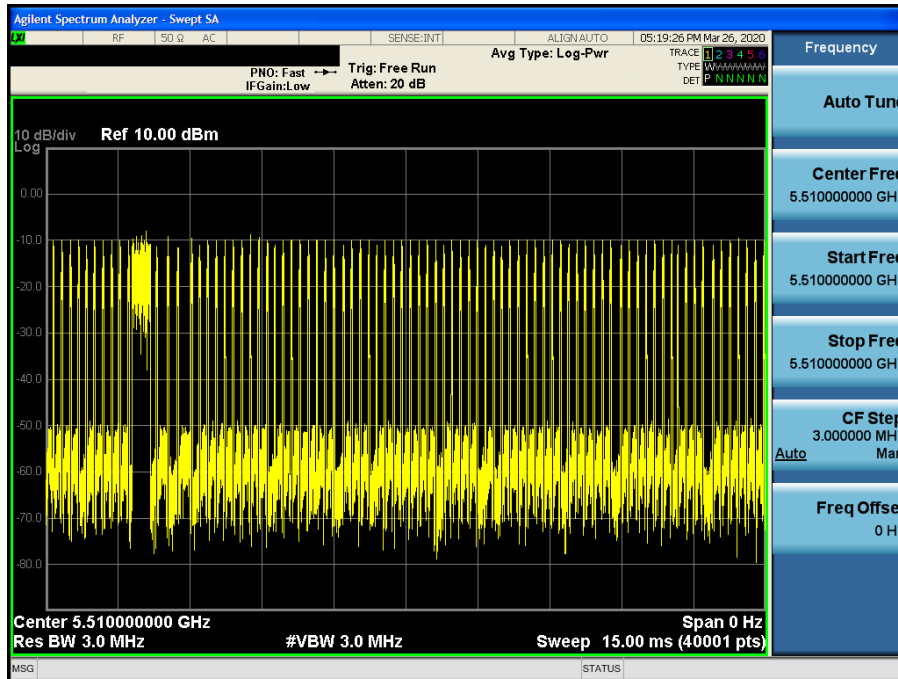 Agilent Spectrum Analyzer - Swept SA
LXI RF 50 Ω AC SENSE:INT ALIGN AUTO 05:19:26 PM Mar 26, 2020
Frequency
Avg Type: Log-Pwr
TRACE 1 2 3 4 5 6
PNO: Fast Trig: Free Run
TYPE WWWWWW
IFGain:Low Atten: 20 dB
DET P N N N N N
Auto Tune
10 dB/div Ref 10.00 dBm
Log
0.00
-10.0
-20.0
-30.0
-40.0
-50.0
-60.0
-70.0
-80.0
Center Freq
5.510000000 GH
Start Freq
5.510000000 GH
Stop Freq
5.510000000 GH
CF Step
3.000000 MH
Auto Man
Freq Offse
0 H
Center 5.510000000 GHz Span 0 Hz
Res BW 3.0 MHz #VBW 3.0 MHz Sweep 15.00 ms (40001 pts)
MSG STATUS